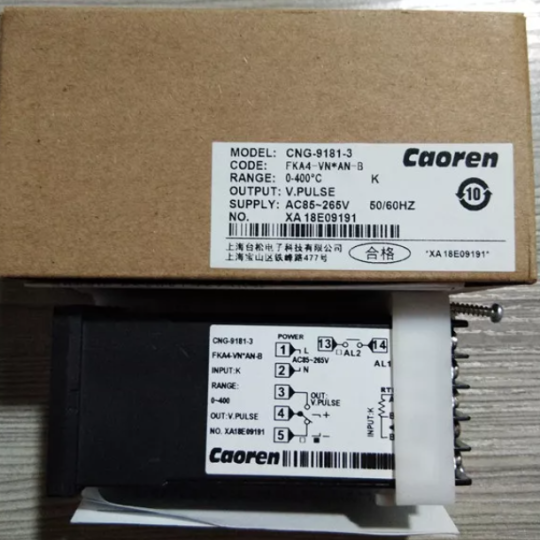 MODEL: CNG-9181-3
CODE: FKA4-VN*AN-B
RANGE: 0-400°C K
OUTPUT: V.PULSE
SUPPLY: AC85~265V 50/60HZ
NO. XA18E09191
Caoren
10
上海台松电子科技有限公司
上海宝山区铁峰路477号
合格
*XA18E09191*
CNG-9181-3
FKA4-VN*AN-B
INPUT:K
RANGE:
0~400
OUT:V.PULSE
NO. XA18E09191
POWER
1 L
AC85~265V
2 N
3
OUT:
V.PULSE
4 +
5 −
13 14
AL2
AL1
RT
INPUT:K
A
B
B
Caoren